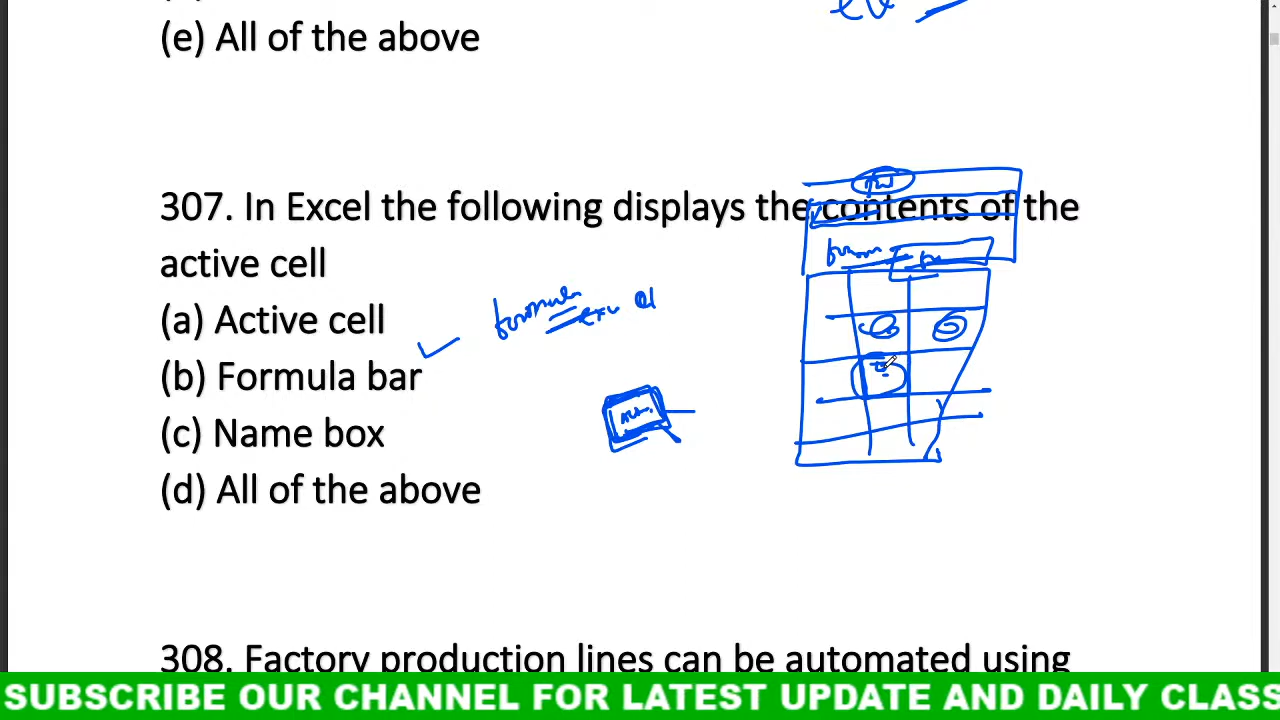 (e) All of the above
307. In Excel the following displays the contents of the
active cell
(a) Active cell
formula
(b) Formula bar
(c) Name box
(d) All of the above
308. Factory production lines can be automated using
SUBSCRIBE OUR CHANNEL FOR LATEST UPDATE AND DAILY CLASS